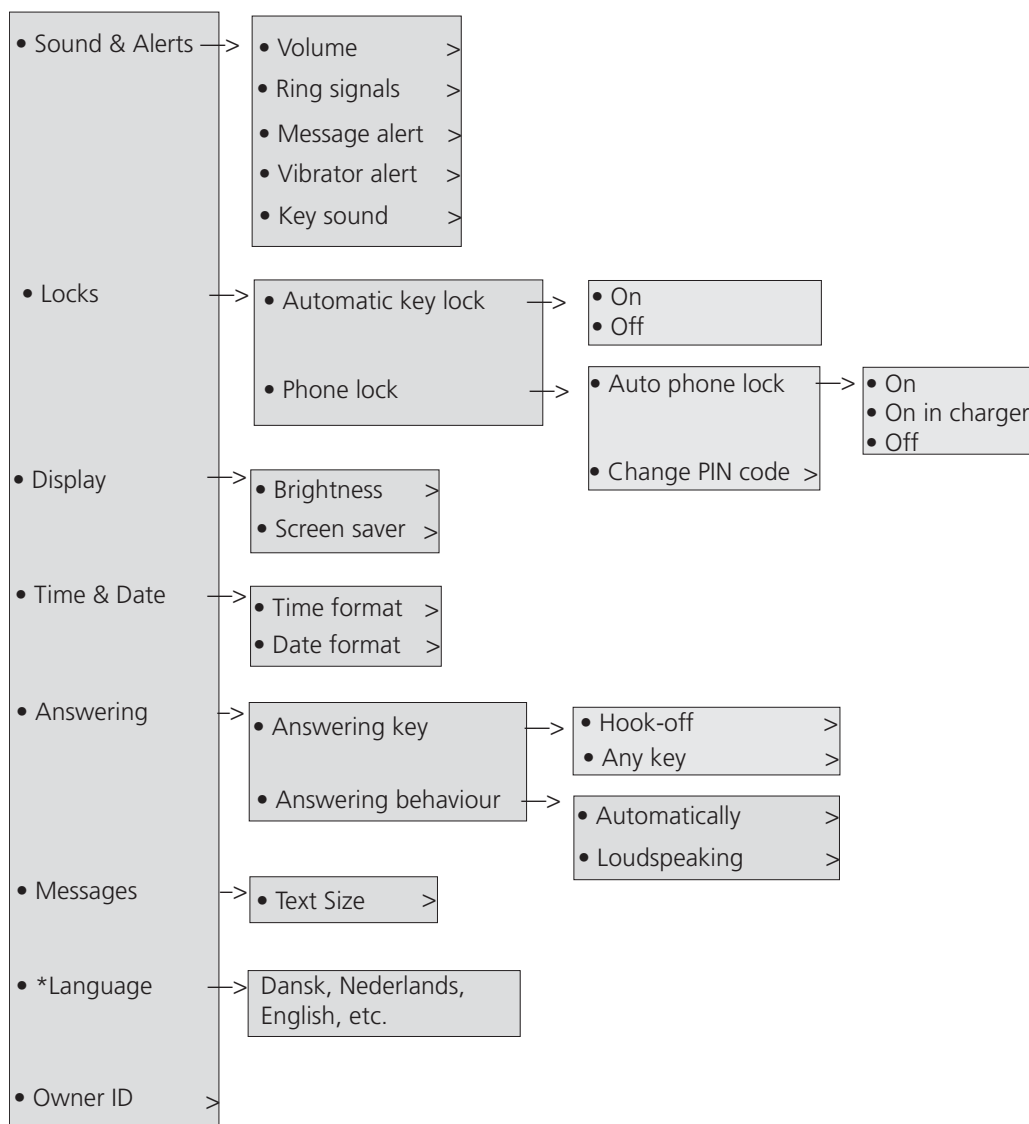 • Sound & Alerts >
• Volume >
• Ring signals >
• Message alert >
• Vibrator alert >
• Key sound >
• Locks >
• Automatic key lock >
• On
• Off
• Phone lock >
• Auto phone lock >
• On
• On in charger
• Off
• Change PIN code >
• Display >
• Brightness >
• Screen saver >
• Time & Date >
• Time format >
• Date format >
• Answering >
• Answering key >
• Hook-off >
• Any key >
• Answering behaviour >
• Automatically >
• Loudspeaking >
• Messages >
• Text Size >
• *Language >
Dansk, Nederlands,
English, etc.
• Owner ID >